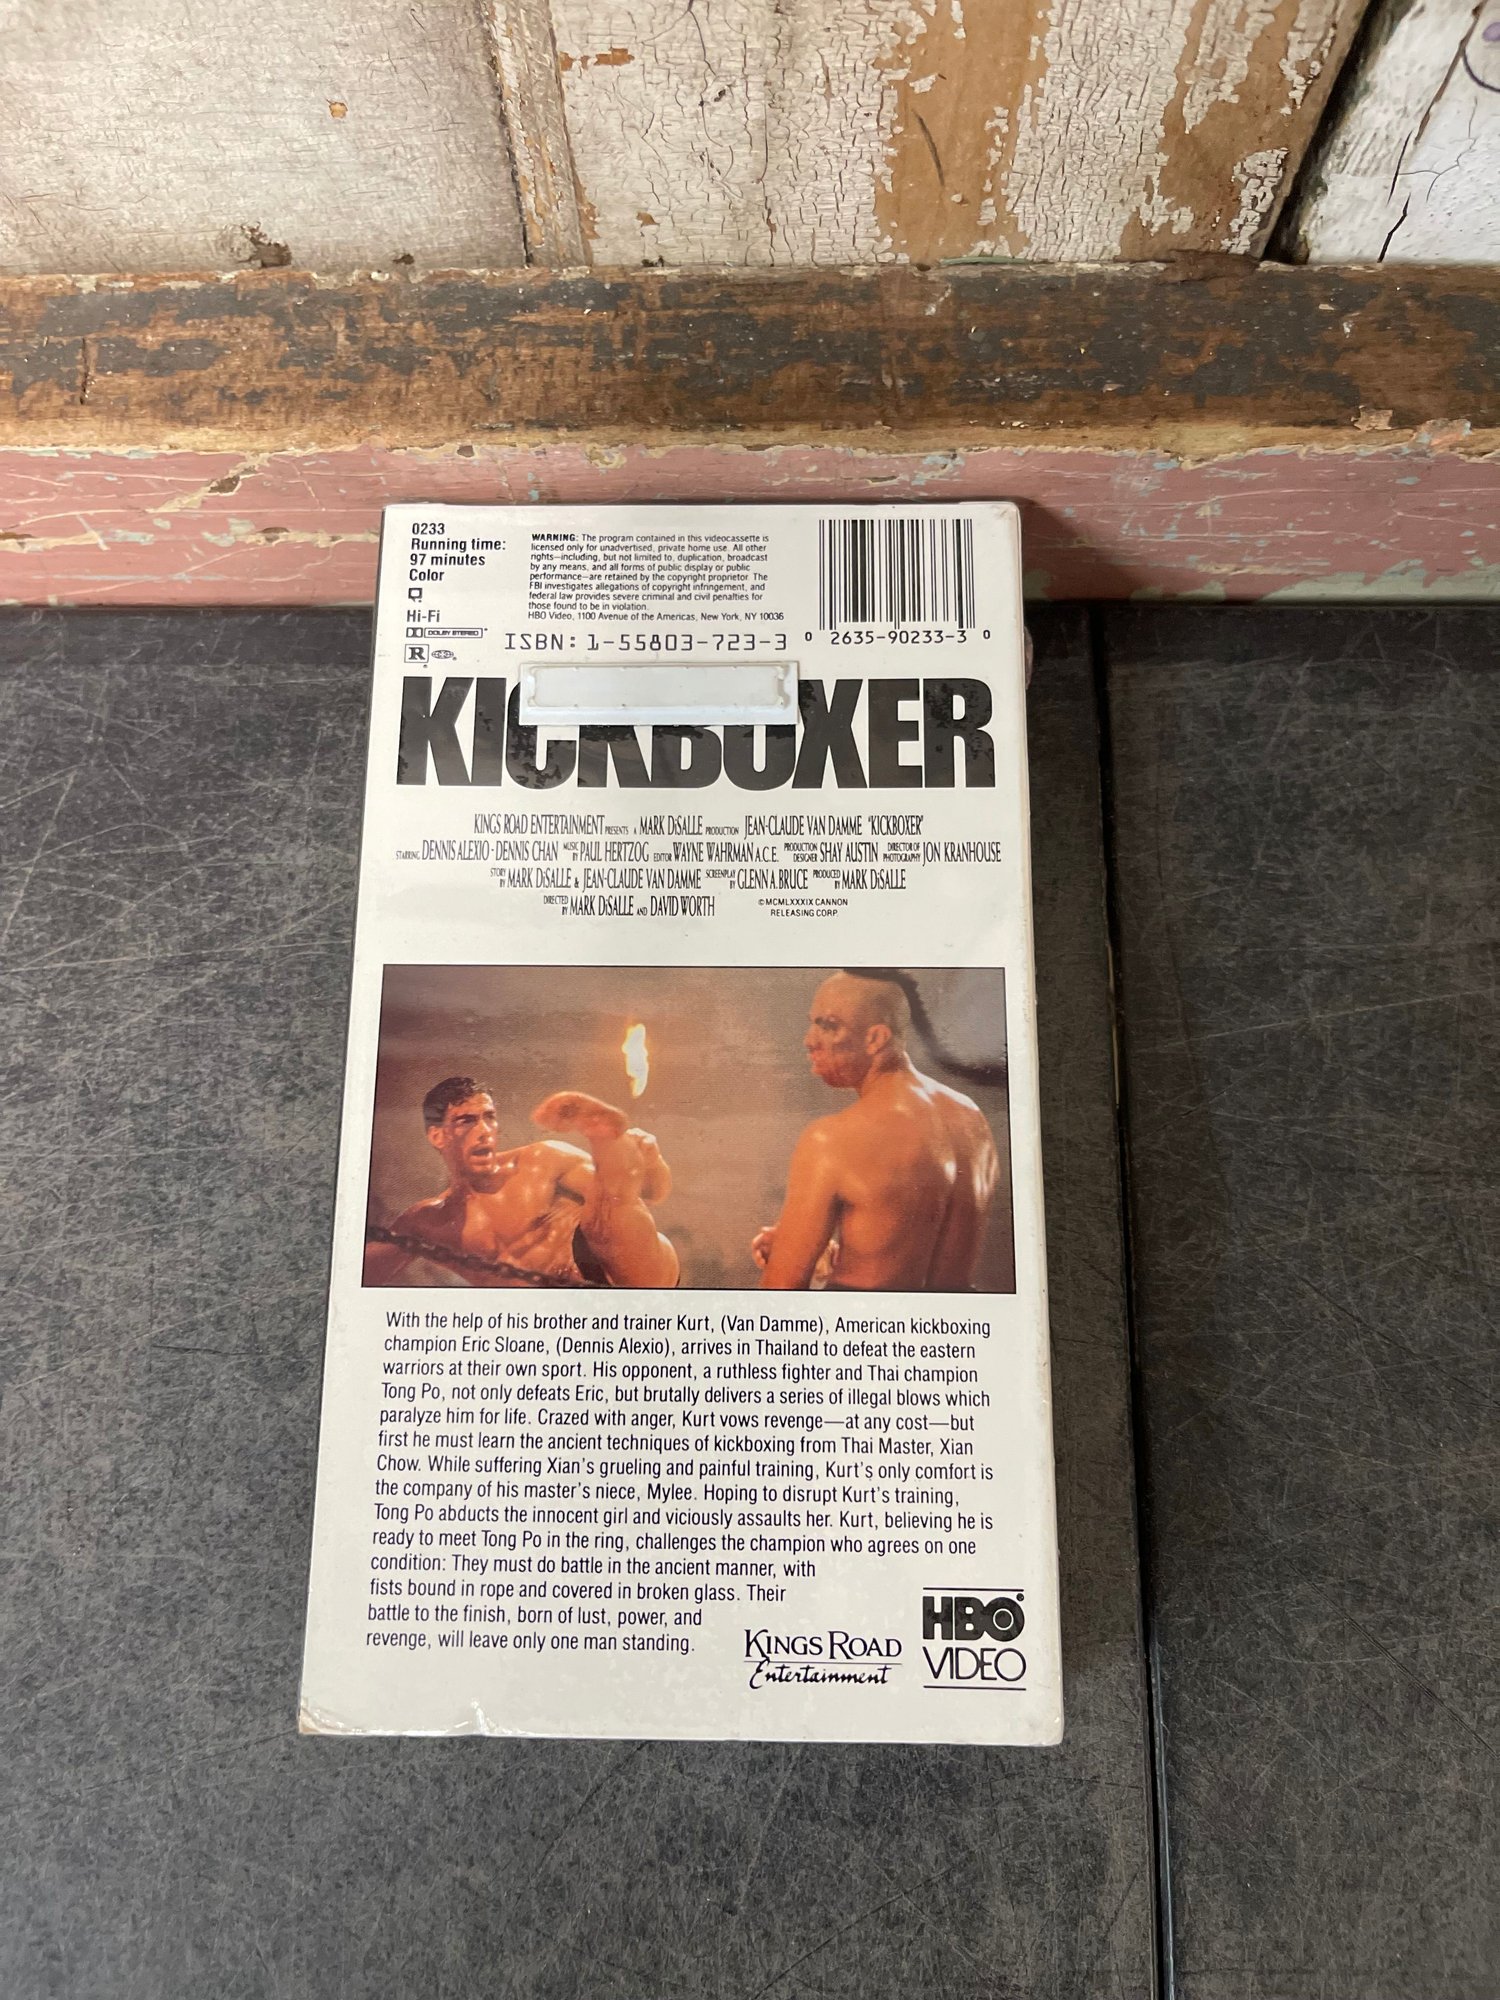 0233
Running time:
97 minutes
Color
Hi-Fi
DOLBY STEREO
R
WARNING: The program contained in this videocassette is
licensed only for unadvertised, private home use. All other
rights—including, but not limited to, duplication, broadcast
by any means, and all forms of public display or public
performance—are retained by the copyright proprietor. The
FBI investigates allegations of copyright infringement, and
federal law provides severe criminal and civil penalties for
those found to be in violation.
HBO Video, 1100 Avenue of the Americas, New York, NY 10036
ISBN: 1-55803-723-3
0 2635-90233-3 0
KICKBOXER
KINGS ROAD ENTERTAINMENT PRESENTS A MARK DiSALLE PRODUCTION JEAN-CLAUDE VAN DAMME "KICKBOXER"
STARRING DENNIS ALEXIO · DENNIS CHAN MUSIC BY PAUL HERTZOG EDITOR WAYNE WAHRMAN A.C.E. PRODUCTION DESIGNER SHAY AUSTIN DIRECTOR OF PHOTOGRAPHY JON KRANHOUSE
STORY BY MARK DiSALLE & JEAN-CLAUDE VAN DAMME SCREENPLAY BY GLENN A. BRUCE PRODUCED BY MARK DiSALLE
DIRECTED BY MARK DiSALLE AND DAVID WORTH
© MCMLXXXIX CANNON
RELEASING CORP.
With the help of his brother and trainer Kurt, (Van Damme), American kickboxing
champion Eric Sloane, (Dennis Alexio), arrives in Thailand to defeat the eastern
warriors at their own sport. His opponent, a ruthless fighter and Thai champion
Tong Po, not only defeats Eric, but brutally delivers a series of illegal blows which
paralyze him for life. Crazed with anger, Kurt vows revenge—at any cost—but
first he must learn the ancient techniques of kickboxing from Thai Master, Xian
Chow. While suffering Xian's grueling and painful training, Kurt's only comfort is
the company of his master's niece, Mylee. Hoping to disrupt Kurt's training,
Tong Po abducts the innocent girl and viciously assaults her. Kurt, believing he is
ready to meet Tong Po in the ring, challenges the champion who agrees on one
condition: They must do battle in the ancient manner, with
fists bound in rope and covered in broken glass. Their
battle to the finish, born of lust, power, and
revenge, will leave only one man standing.
KINGS ROAD
Entertainment
HBO®
VIDEO